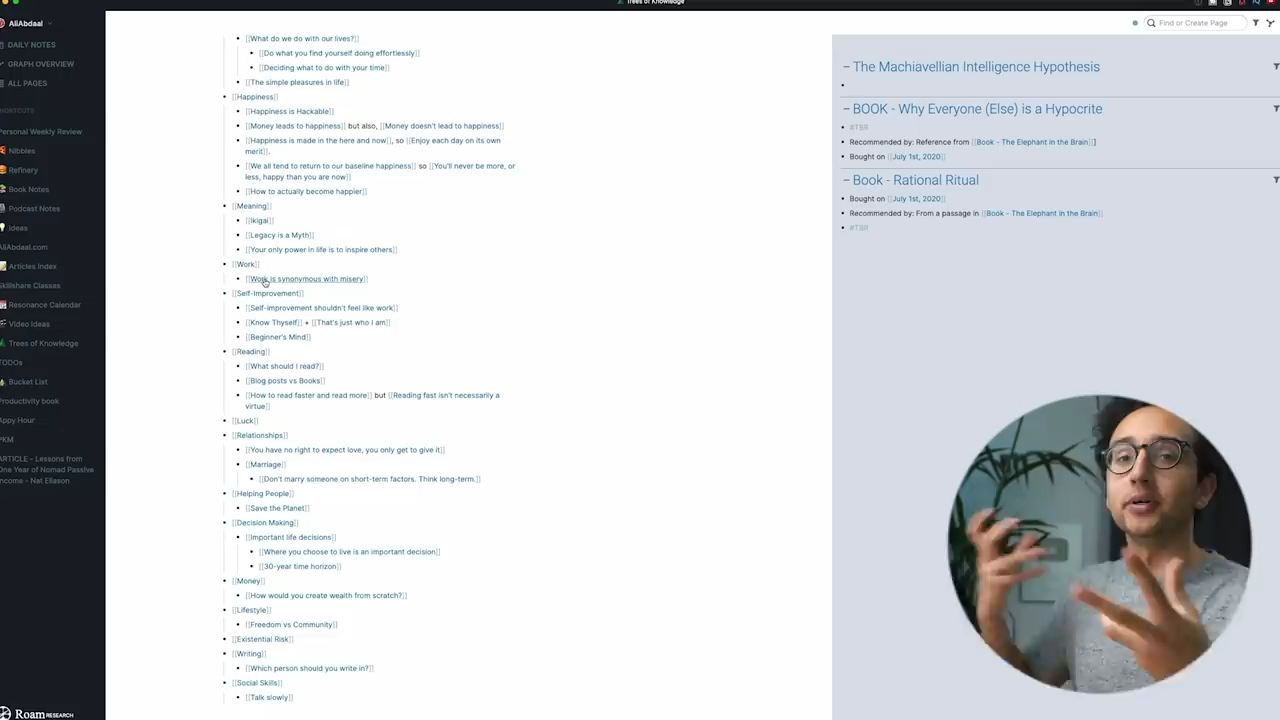 Trees of Knowledge
AliAbdaal
DAILY NOTES
GRAPH OVERVIEW
ALL PAGES
SHORTCUTS
Personal Weekly Review
Nibbles
Refinery
Book Notes
Podcast Notes
Ideas
AliAbdaal.com
Articles Index
Skillshare Classes
Resonance Calendar
Video Ideas
Trees of Knowledge
TODOs
Bucket List
Productivity book
Appy Hour
PKM
ARTICLE - Lessons from
One Year of Nomad Passive
Income - Nat Eliason
Roam RESEARCH
[[What do we do with our lives?]]
[[Do what you find yourself doing effortlessly]]
[[Deciding what to do with your time]]
[[The simple pleasures in life]]
[[Happiness]]
[[Happiness is Hackable]]
[[Money leads to happiness]] but also, [[Money doesn't lead to happiness]]
[[Happiness is made in the here and now]], so [[Enjoy each day on its own
merit]].
[[We all tend to return to our baseline happiness]] so [[You'll never be more, or
less, happy than you are now]]
[[How to actually become happier]]
[[Meaning]]
[[Ikigai]]
[[Legacy is a Myth]]
[[Your only power in life is to inspire others]]
[[Work]]
[[Work is synonymous with misery]]
[[Self-Improvement]]
[[Self-improvement shouldn't feel like work]]
[[Know Thyself]] + [[That's just who I am]]
[[Beginner's Mind]]
[[Reading]]
[[What should I read?]]
[[Blog posts vs Books]]
[[How to read faster and read more]] but [[Reading fast isn't necessarily a
virtue]]
[[Luck]]
[[Relationships]]
[[You have no right to expect love, you only get to give it]]
[[Marriage]]
[[Don't marry someone on short-term factors. Think long-term.]]
[[Helping People]]
[[Save the Planet]]
[[Decision Making]]
[[Important life decisions]]
[[Where you choose to live is an important decision]]
[[30-year time horizon]]
[[Money]]
[[How would you create wealth from scratch?]]
[[Lifestyle]]
[[Freedom vs Community]]
[[Existential Risk]]
[[Writing]]
[[Which person should you write in?]]
[[Social Skills]]
[[Talk slowly]]
Find or Create Page
– The Machiavellian Intelligence Hypothesis
– BOOK - Why Everyone (Else) is a Hypocrite
#TBR
Recommended by: Reference from [[Book - The Elephant in the Brain]]
Bought on [[July 1st, 2020]]
– Book - Rational Ritual
Bought on [[July 1st, 2020]]
Recommended by: From a passage in [[Book - The Elephant in the Brain]]
#TBR